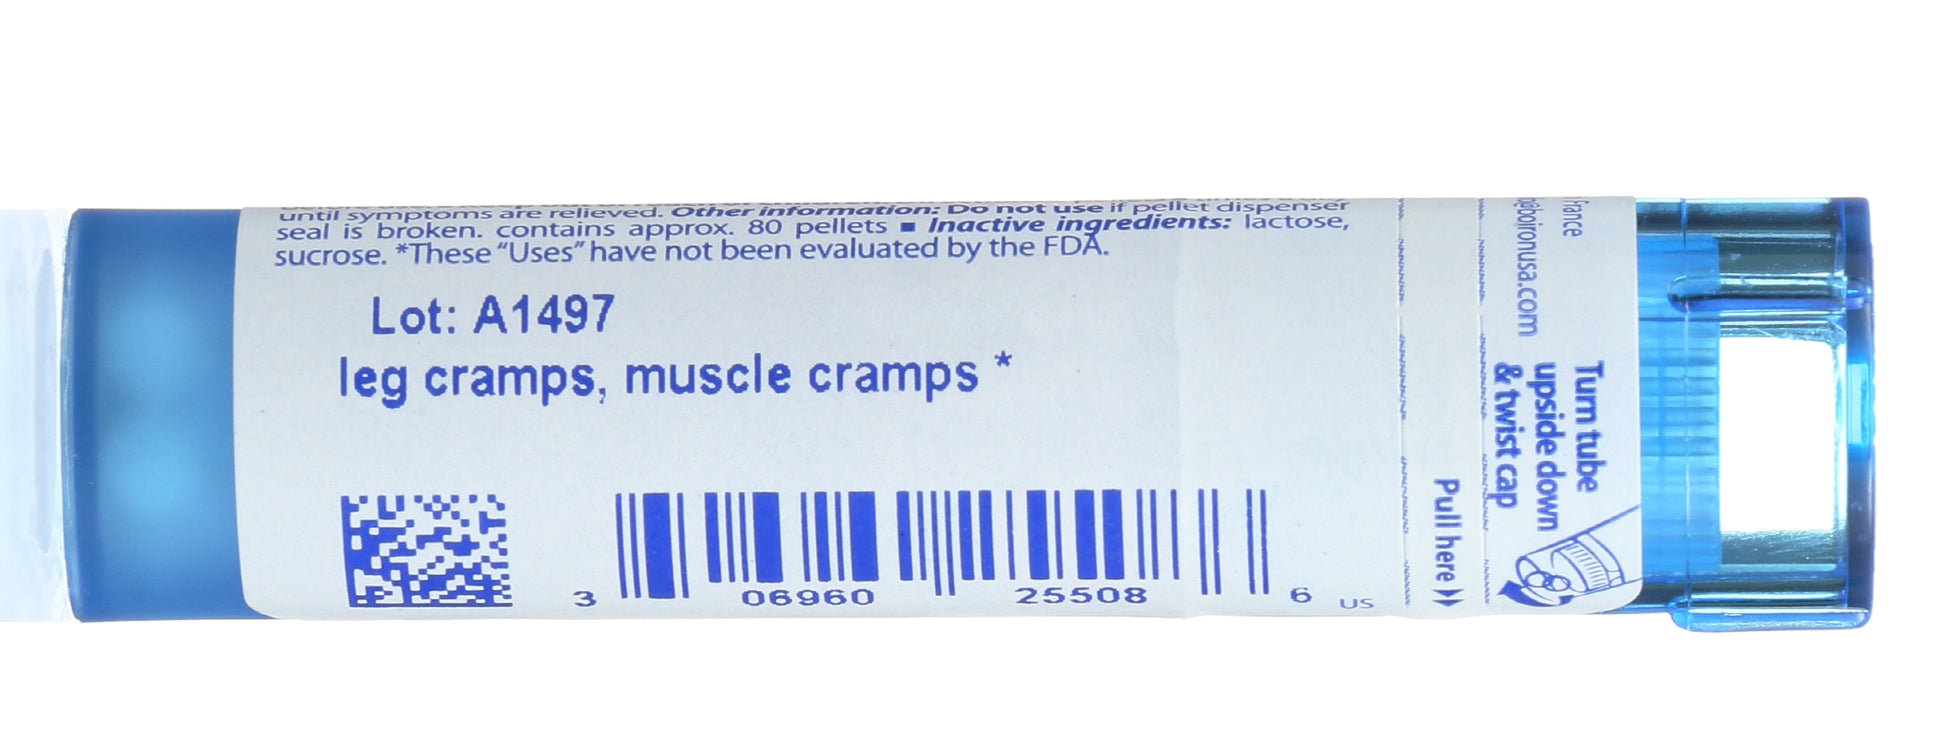 until symptoms are relieved. Other information: Do not use if pellet dispenser
seal is broken. contains approx. 80 pellets ■ Inactive ingredients: lactose,
sucrose. *These “Uses” have not been evaluated by the FDA.
Lot: A1497
leg cramps, muscle cramps *
3 06960 25508 6 US
Pull here
Turn tube
upside down
& twist cap
France
@boironusa.com